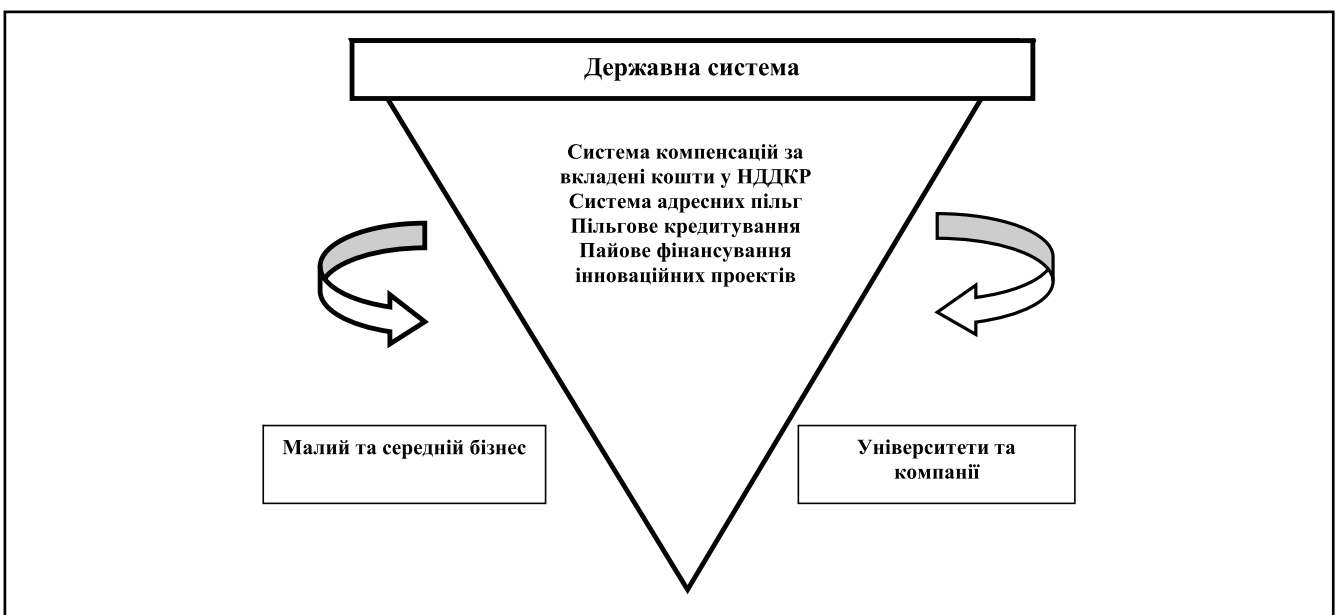 Державна система
Система компенсацій за
вкладені кошти у НДДКР
Система адресних пільг
Пільгове кредитування
Пайове фінансування
інноваційних проектів
Малий та середній бізнес
Університети та
компанії